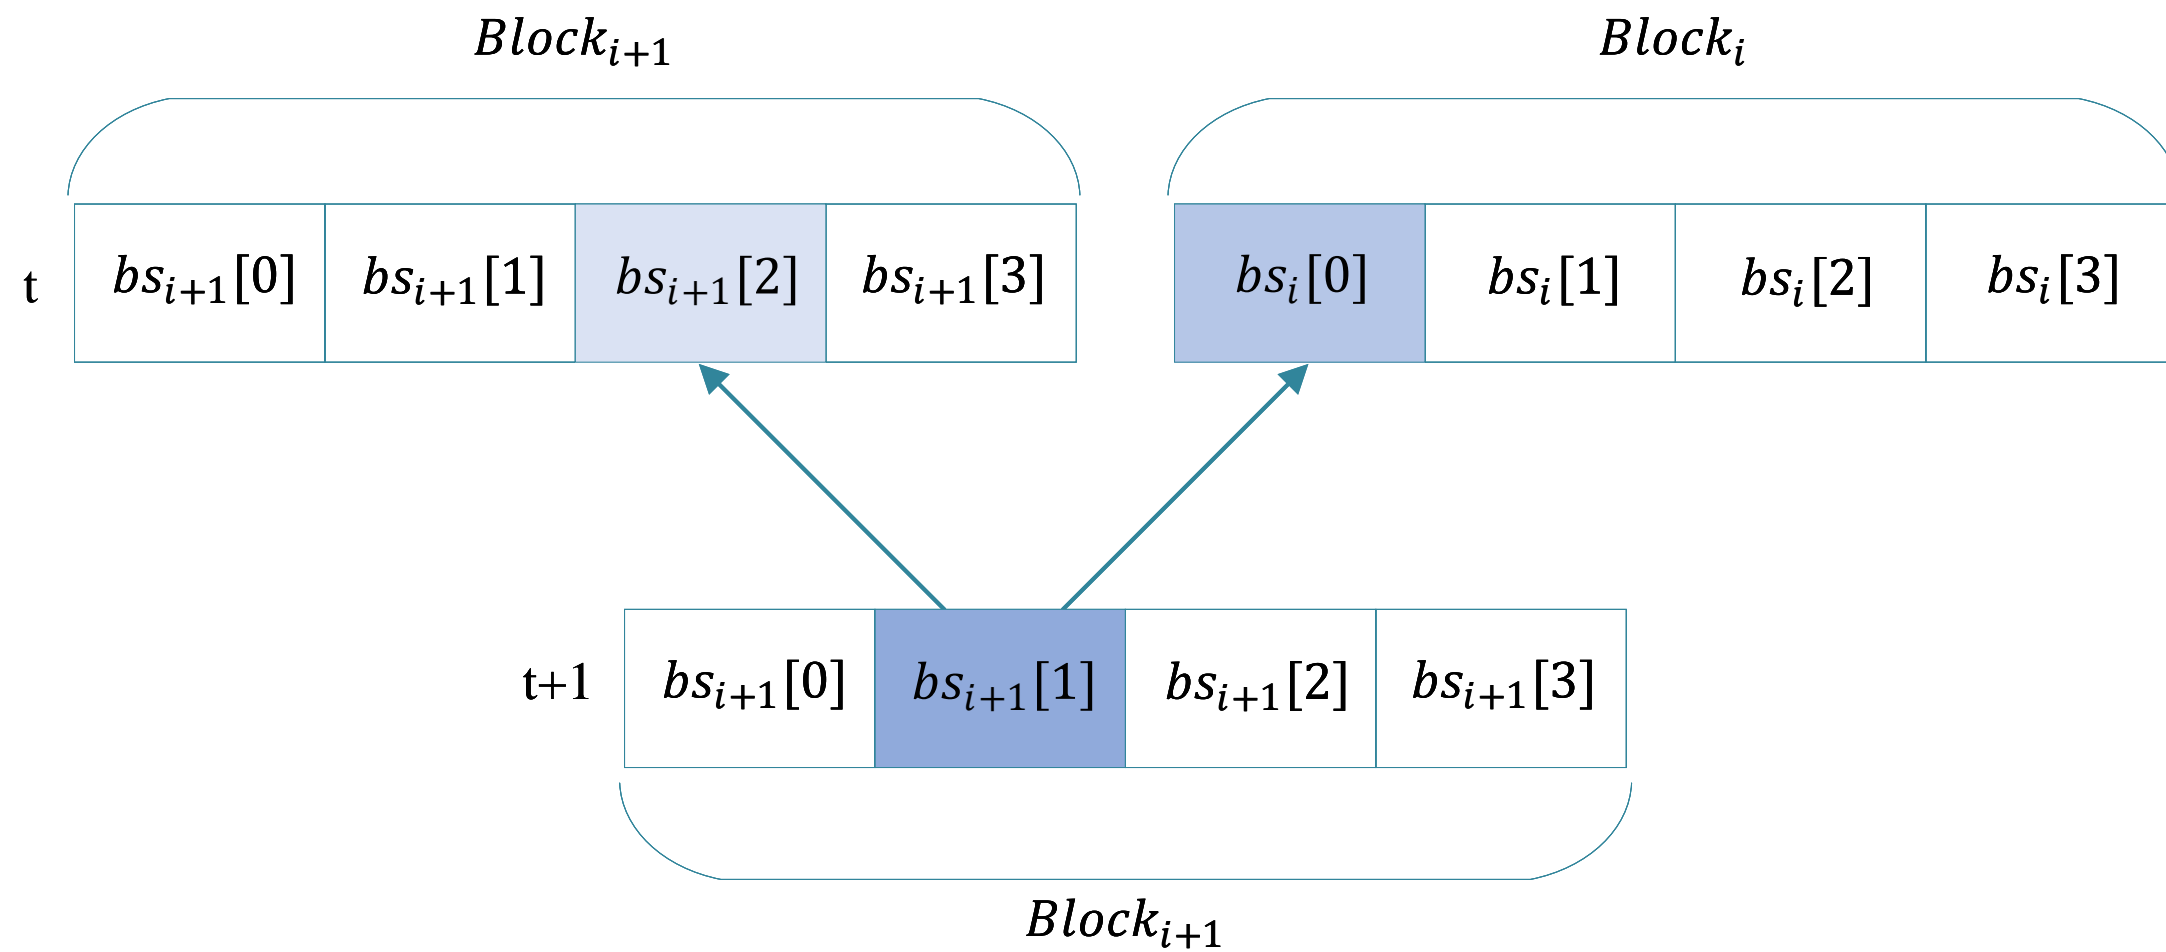 Block_{i+1} Block_i
t bs_{i+1}[0] bs_{i+1}[1] bs_{i+1}[2] bs_{i+1}[3] bs_i[0] bs_i[1] bs_i[2] bs_i[3]
t+1 bs_{i+1}[0] bs_{i+1}[1] bs_{i+1}[2] bs_{i+1}[3]
Block_{i+1}